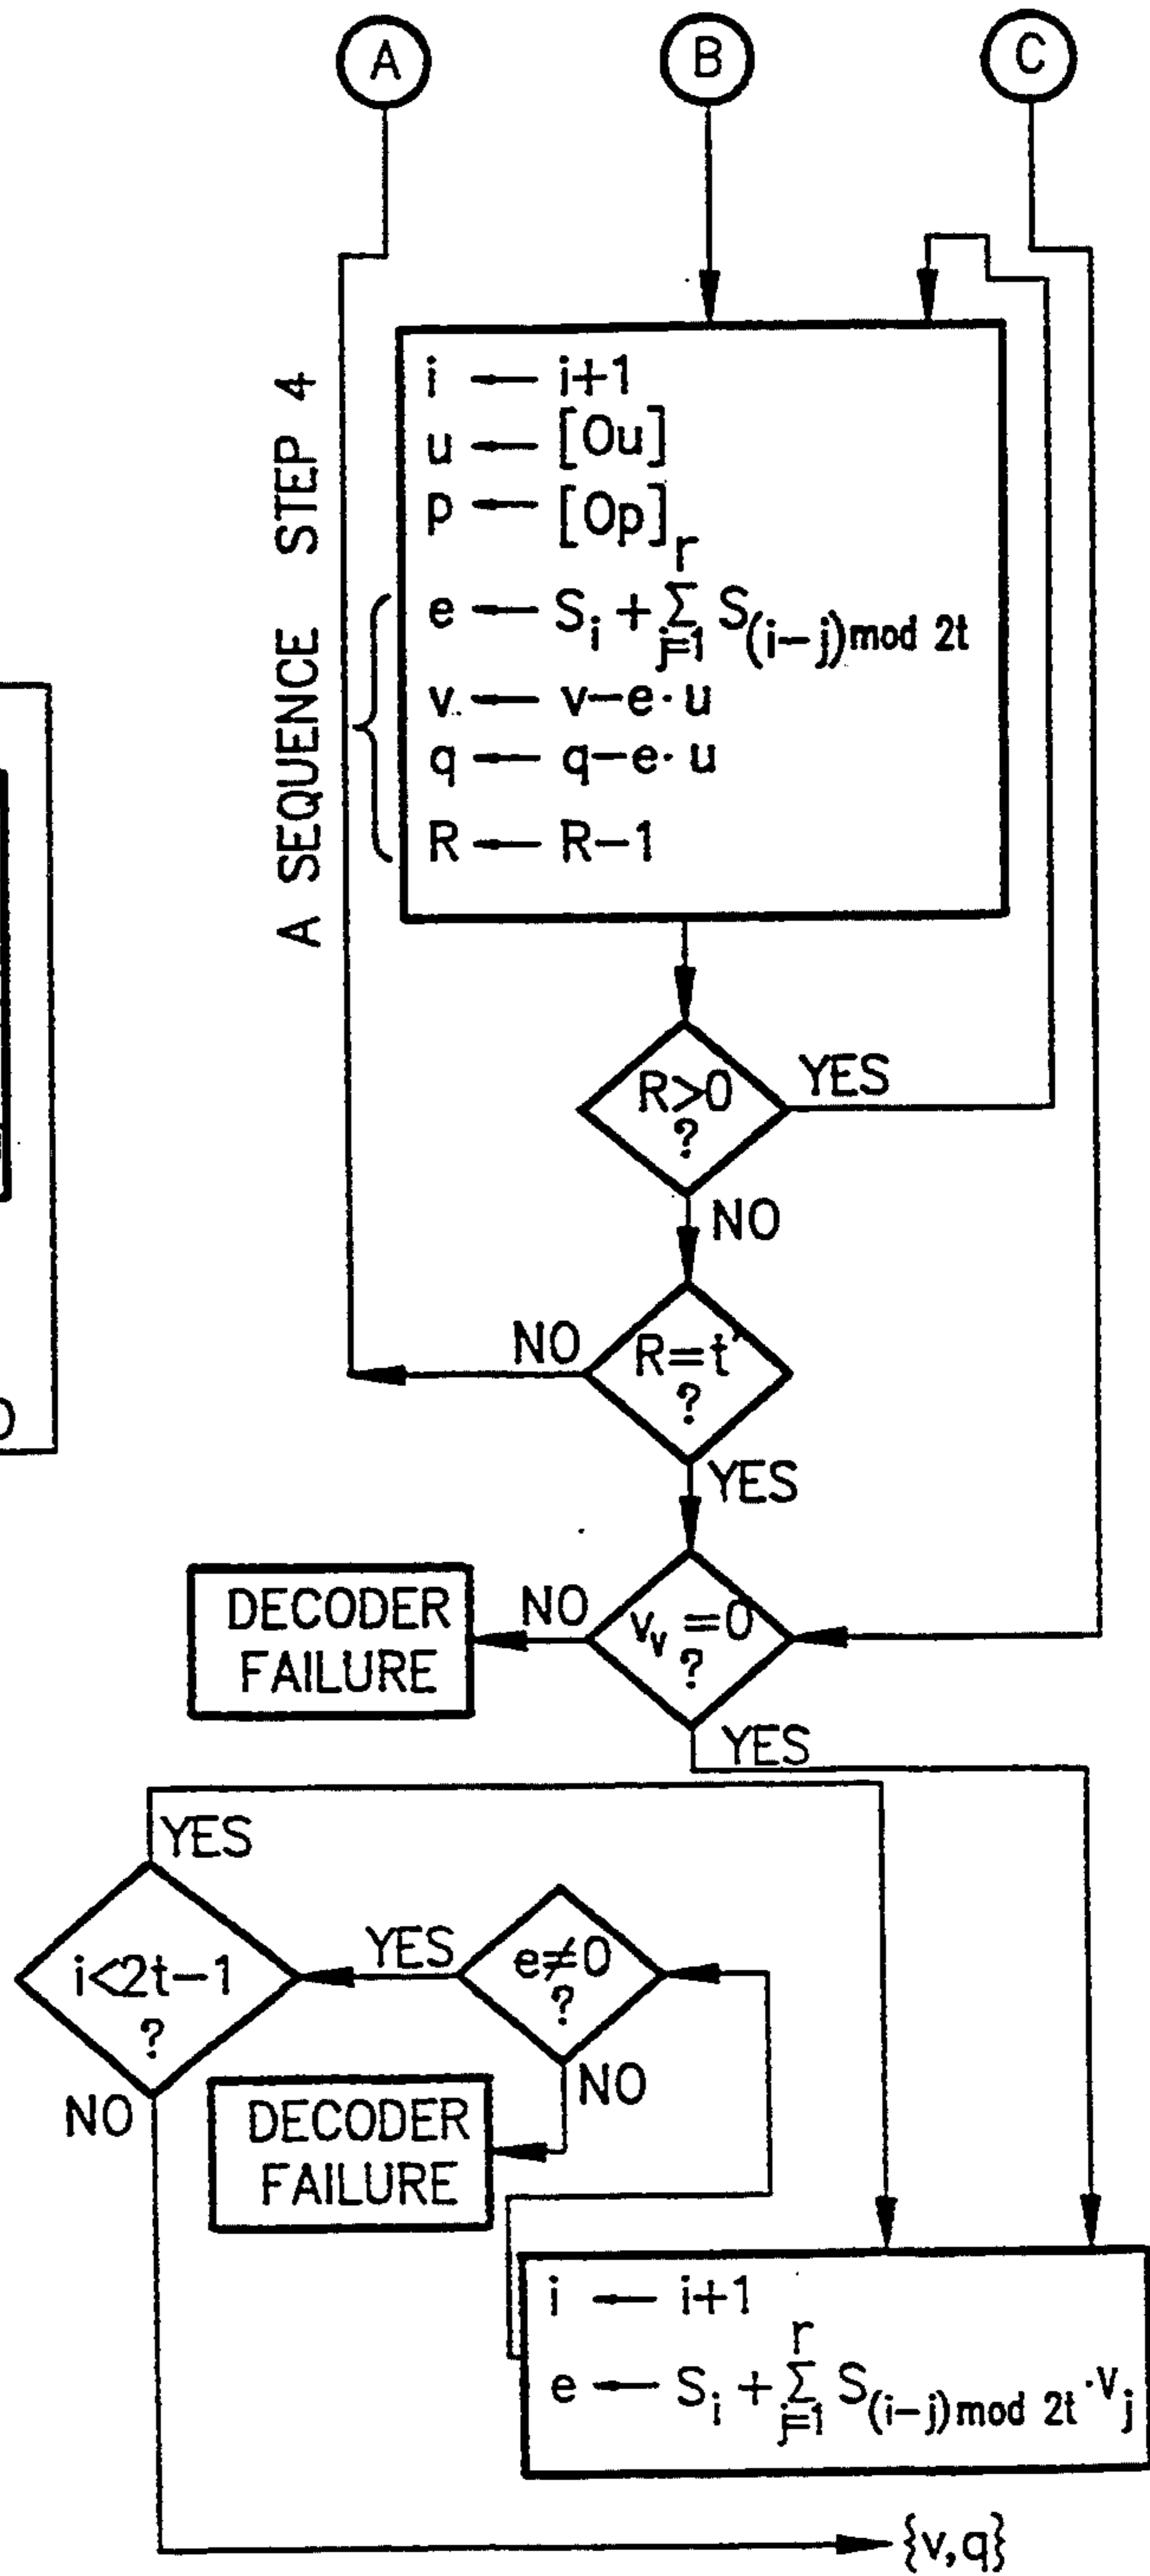 A
B
C
A SEQUENCE STEP 4
i ← i+1
u ← [Ou]
p ← [Op]
e ← S_i + Σ_{j=1}^{r} S_{(i-j) mod 2t}
v ← v-e·u
q ← q-e·u
R ← R-1
R>0
?
YES
NO
R=t'
?
NO
YES
v_v=0
?
NO
DECODER
FAILURE
YES
YES
i<2t-1
?
YES
e≠0
?
NO
NO
DECODER
FAILURE
i ← i+1
e ← S_i + Σ_{j=1}^{r} S_{(i-j) mod 2t}·v_j
{v,q}